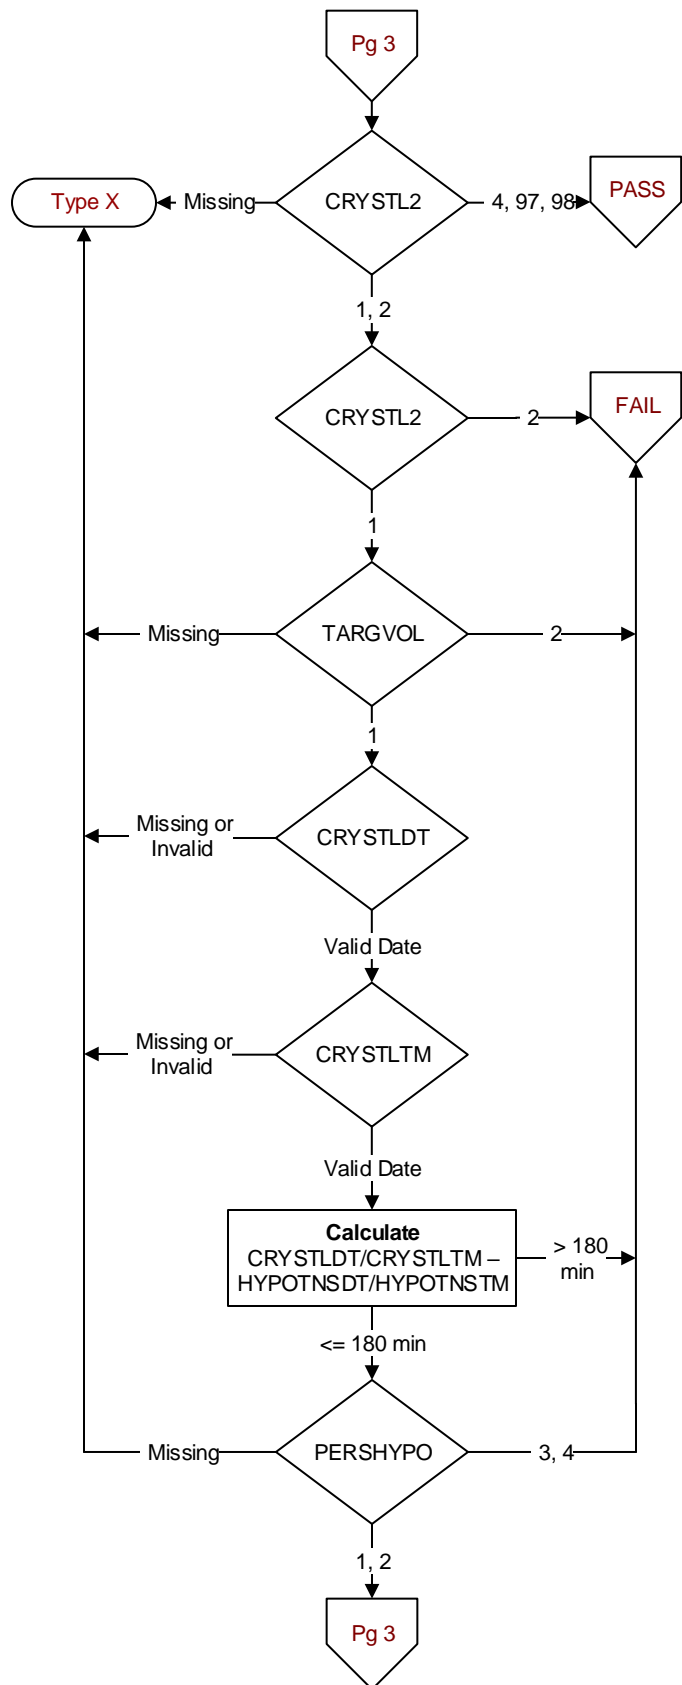 Pg 3
Type X
Missing
CRYSTL2
4, 97, 98
PASS
1, 2
CRYSTL2
2
FAIL
1
Missing
TARGVOL
2
1
Missing or
Invalid
CRYSTLDT
Valid Date
Missing or
Invalid
CRYSTLTM
Valid Date
Calculate
CRYSTLDT/CRYSTLTM –
HYPOTNSDT/HYPOTNSTM
> 180
min
<= 180 min
Missing
PERSHYPO
3, 4
1, 2
Pg 3